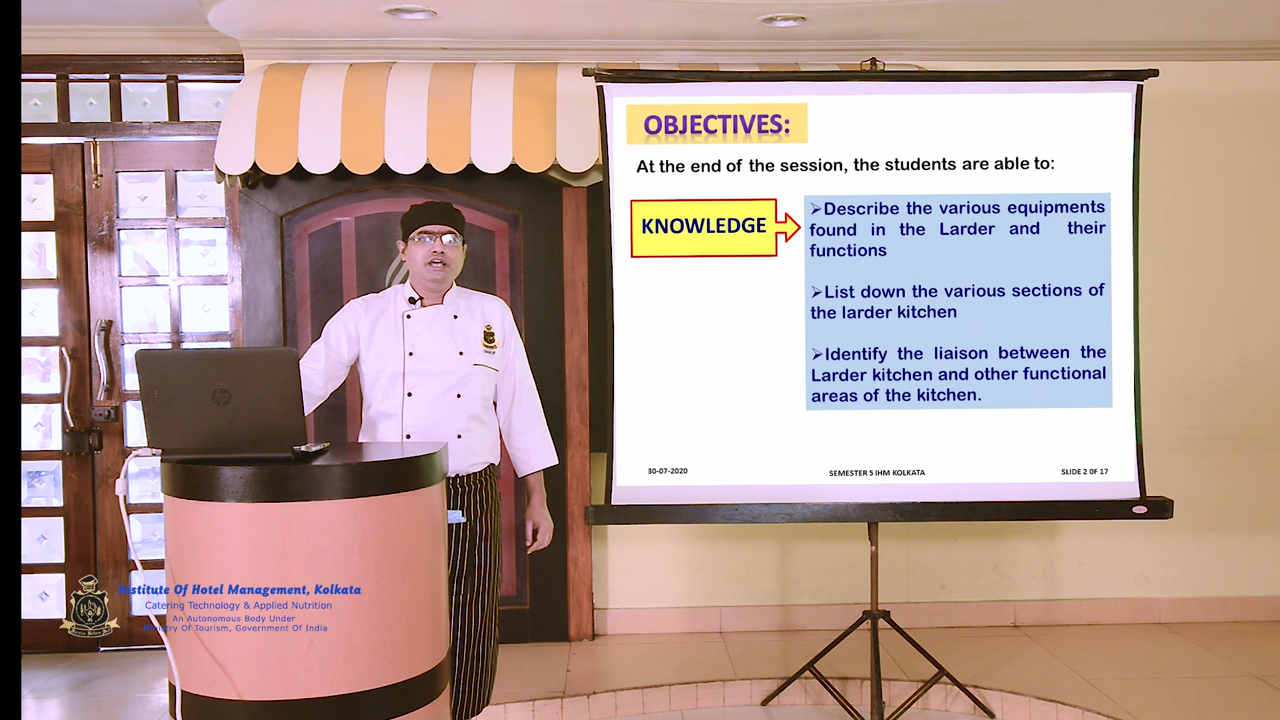 OBJECTIVES:
At the end of the session, the students are able to:
KNOWLEDGE
➢Describe the various equipments
found in the Larder and their
functions
➢List down the various sections of
the larder kitchen
➢Identify the liaison between the
Larder kitchen and other functional
areas of the kitchen.
30-07-2020
SEMESTER 5 IHM KOLKATA
SLIDE 2 OF 17
hp
Institute Of Hotel Management, Kolkata
Catering Technology & Applied Nutrition
An Autonomous Body Under
Ministry Of Tourism, Government Of India